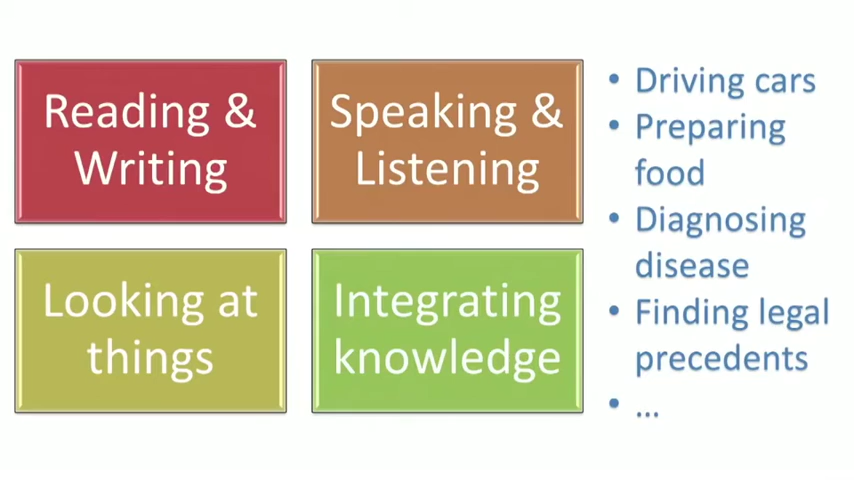 Reading &
Writing
Speaking &
Listening
Looking at
things
Integrating
knowledge
• Driving cars
• Preparing
food
• Diagnosing
disease
• Finding legal
precedents
• ...